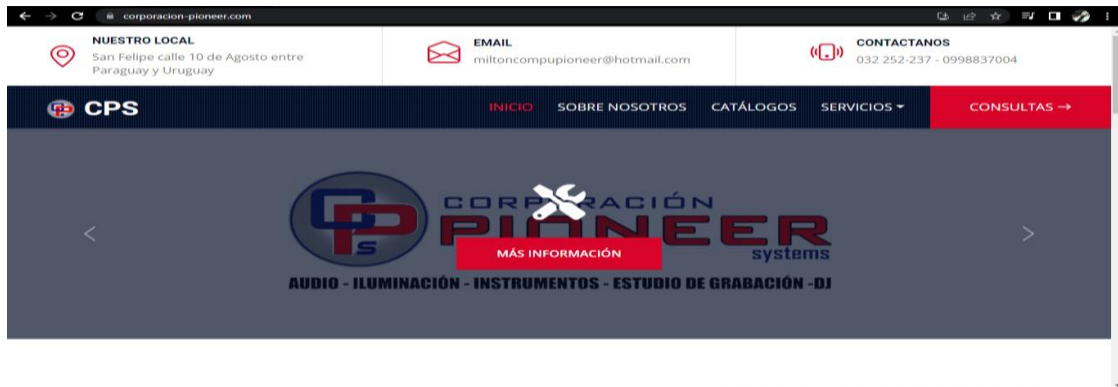 corporacion-pioneer.com
NUESTRO LOCAL
San Felipe calle 10 de Agosto entre
Paraguay y Uruguay
EMAIL
miltoncompupioneer@hotmail.com
CONTACTANOS
032 252-237 - 0998837004
CPS
INICIO
SOBRE NOSOTROS
CATÁLOGOS
SERVICIOS
CONSULTAS →
CPs
CORPORACIÓN
PIONEER
systems
MÁS INFORMACIÓN
AUDIO - ILUMINACIÓN - INSTRUMENTOS - ESTUDIO DE GRABACIÓN -DJ